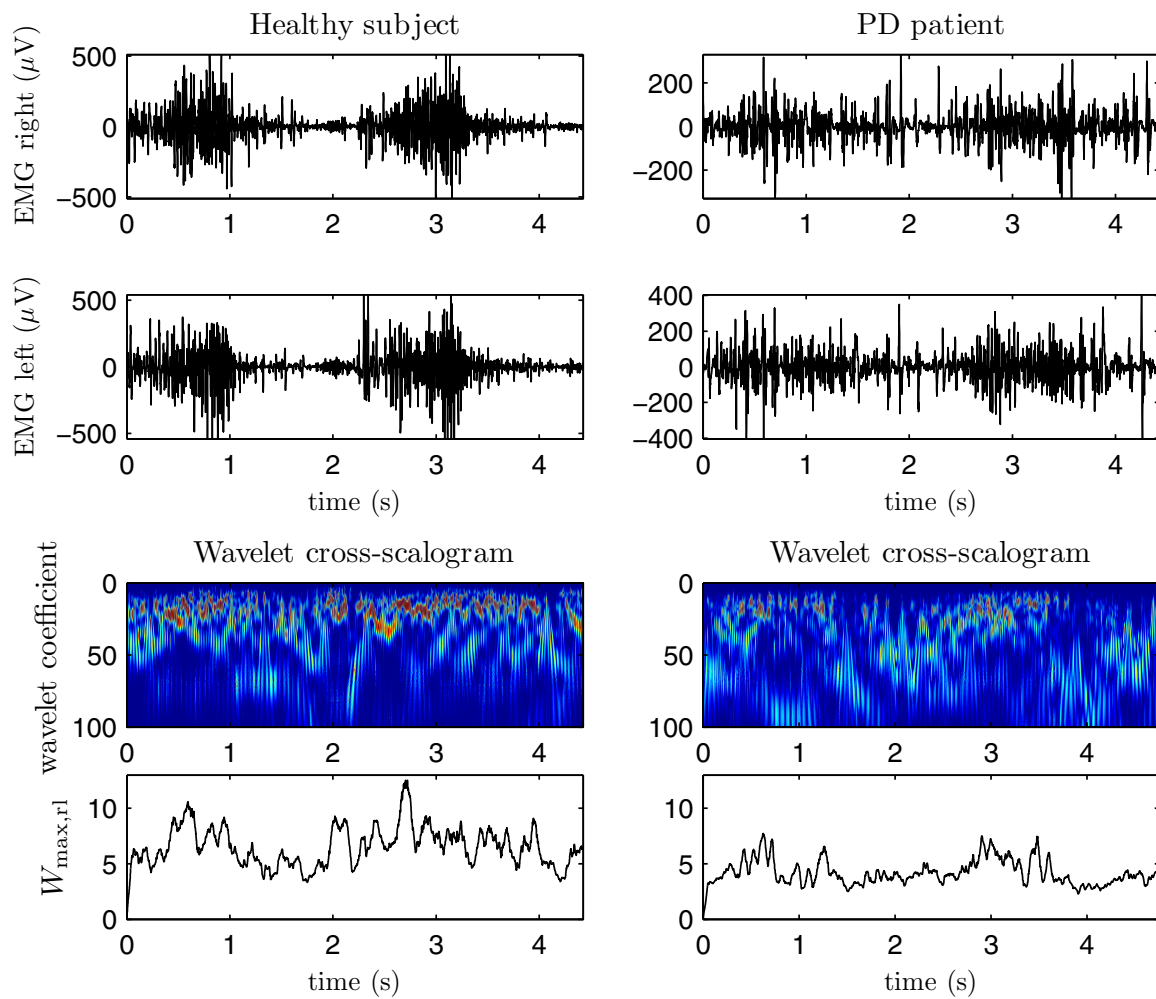 Healthy subject
PD patient
EMG right (μV)
500
0
−500
0 1 2 3 4
200
0
−200
0 1 2 3 4
EMG left (μV)
500
0
−500
0 1 2 3 4
time (s)
400
200
0
−200
−400
0 1 2 3 4
time (s)
Wavelet cross-scalogram
Wavelet cross-scalogram
wavelet coefficient
0
50
100
0 1 2 3 4
0
50
100
0 1 2 3 4
W max,rl
10
5
0
0 1 2 3 4
time (s)
10
5
0
0 1 2 3 4
time (s)